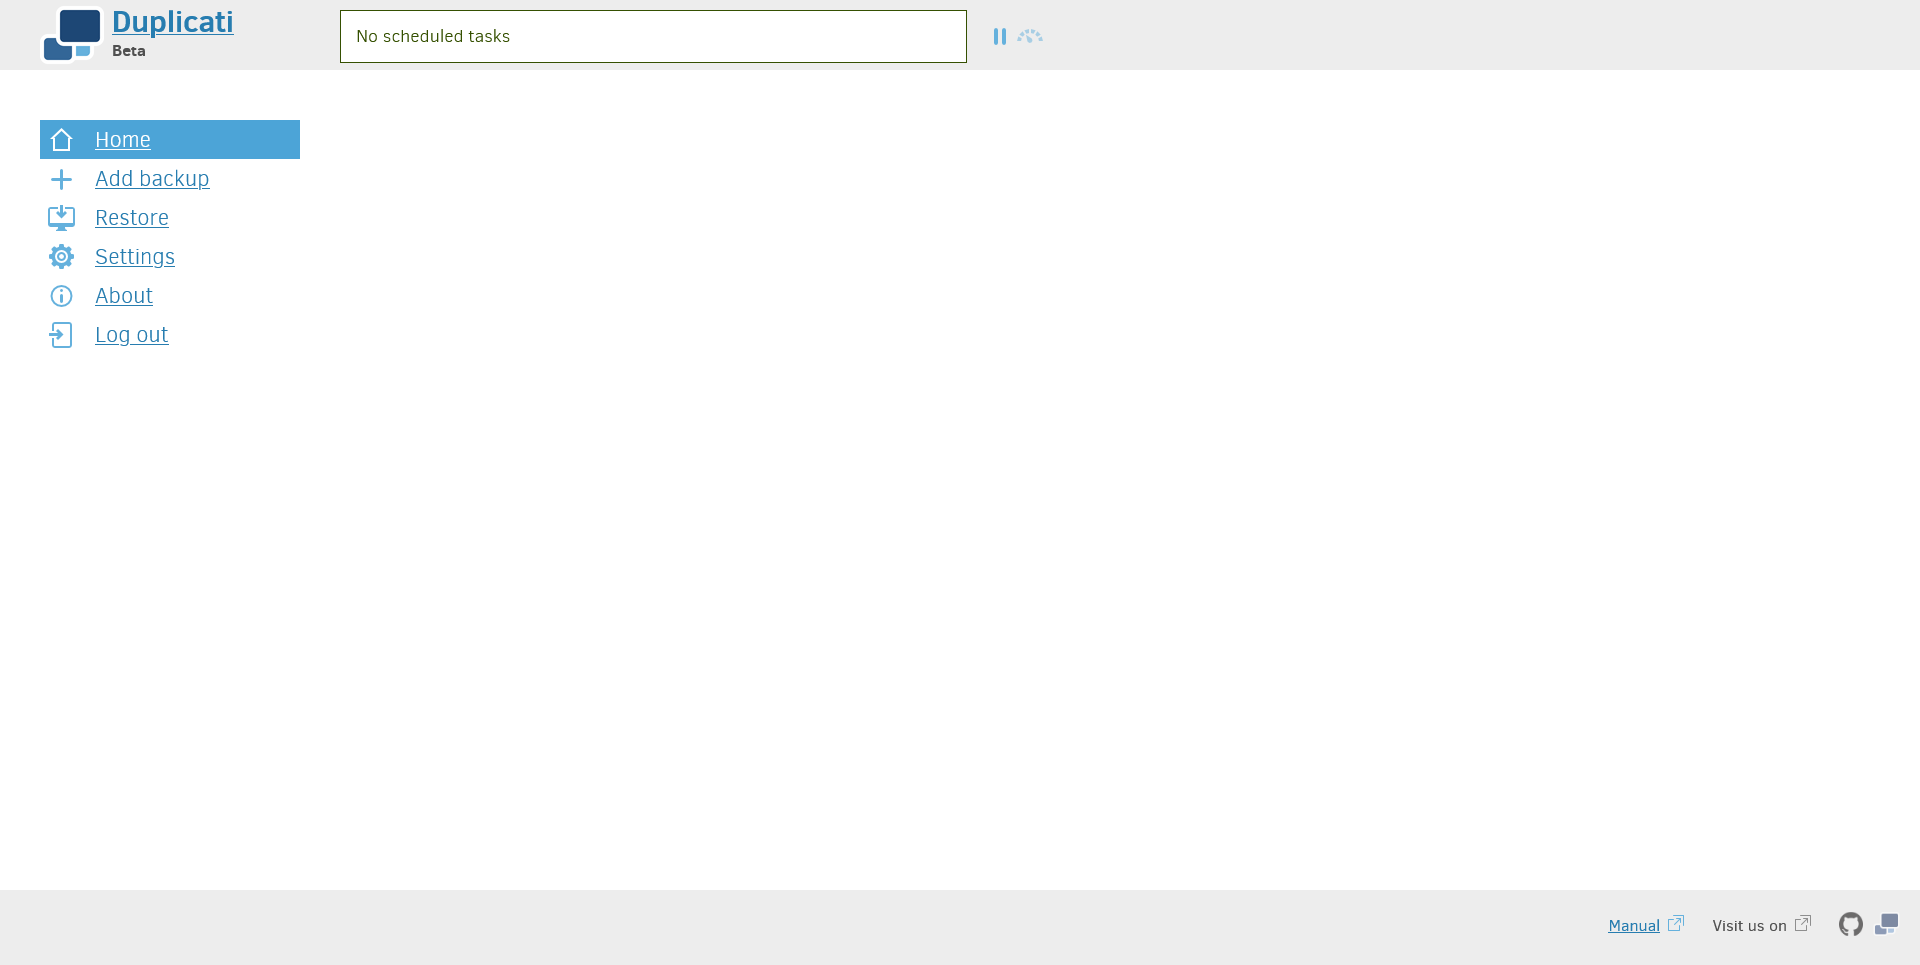 Duplicati
Beta
No scheduled tasks
Home
Add backup
Restore
Settings
About
Log out
Manual
Visit us on